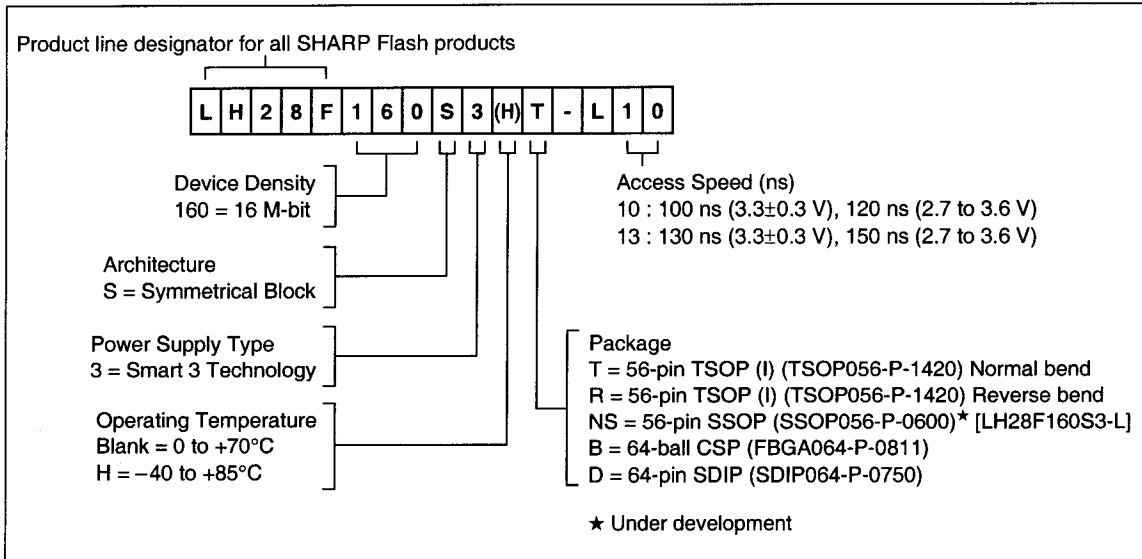 Product line designator for all SHARP Flash products
L H 2 8 F 1 6 0 S 3 (H) T - L 1 0
Device Density
160 = 16 M-bit
Architecture
S = Symmetrical Block
Power Supply Type
3 = Smart 3 Technology
Operating Temperature
Blank = 0 to +70°C
H = −40 to +85°C
Access Speed (ns)
10 : 100 ns (3.3±0.3 V), 120 ns (2.7 to 3.6 V)
13 : 130 ns (3.3±0.3 V), 150 ns (2.7 to 3.6 V)
Package
T = 56-pin TSOP (I) (TSOP056-P-1420) Normal bend
R = 56-pin TSOP (I) (TSOP056-P-1420) Reverse bend
NS = 56-pin SSOP (SSOP056-P-0600)★ [LH28F160S3-L]
B = 64-ball CSP (FBGA064-P-0811)
D = 64-pin SDIP (SDIP064-P-0750)
★ Under development